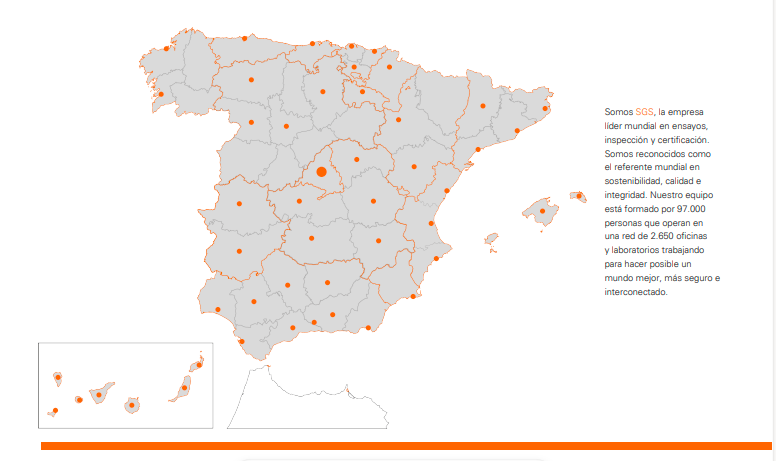 Somos SGS, la empresa
líder mundial en ensayos,
inspección y certificación.
Somos reconocidos como
el referente mundial en
sostenibilidad, calidad e
integridad. Nuestro equipo
está formado por 97.000
personas que operan en
una red de 2.650 oficinas
y laboratorios trabajando
para hacer posible un
mundo mejor, más seguro e
interconectado.